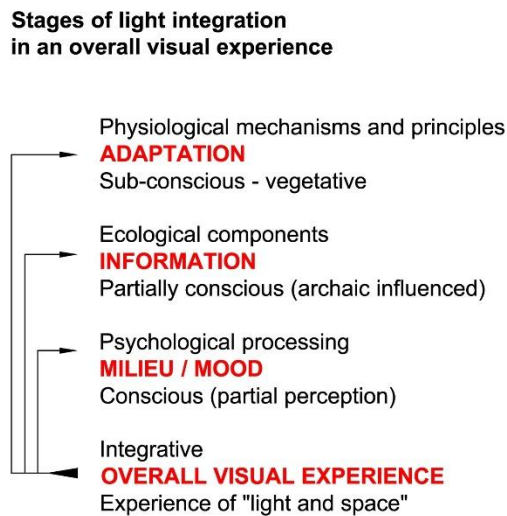 Stages of light integration
in an overall visual experience
Physiological mechanisms and principles
ADAPTATION
Sub-conscious - vegetative
Ecological components
INFORMATION
Partially conscious (archaic influenced)
Psychological processing
MILIEU / MOOD
Conscious (partial perception)
Integrative
OVERALL VISUAL EXPERIENCE
Experience of "light and space"